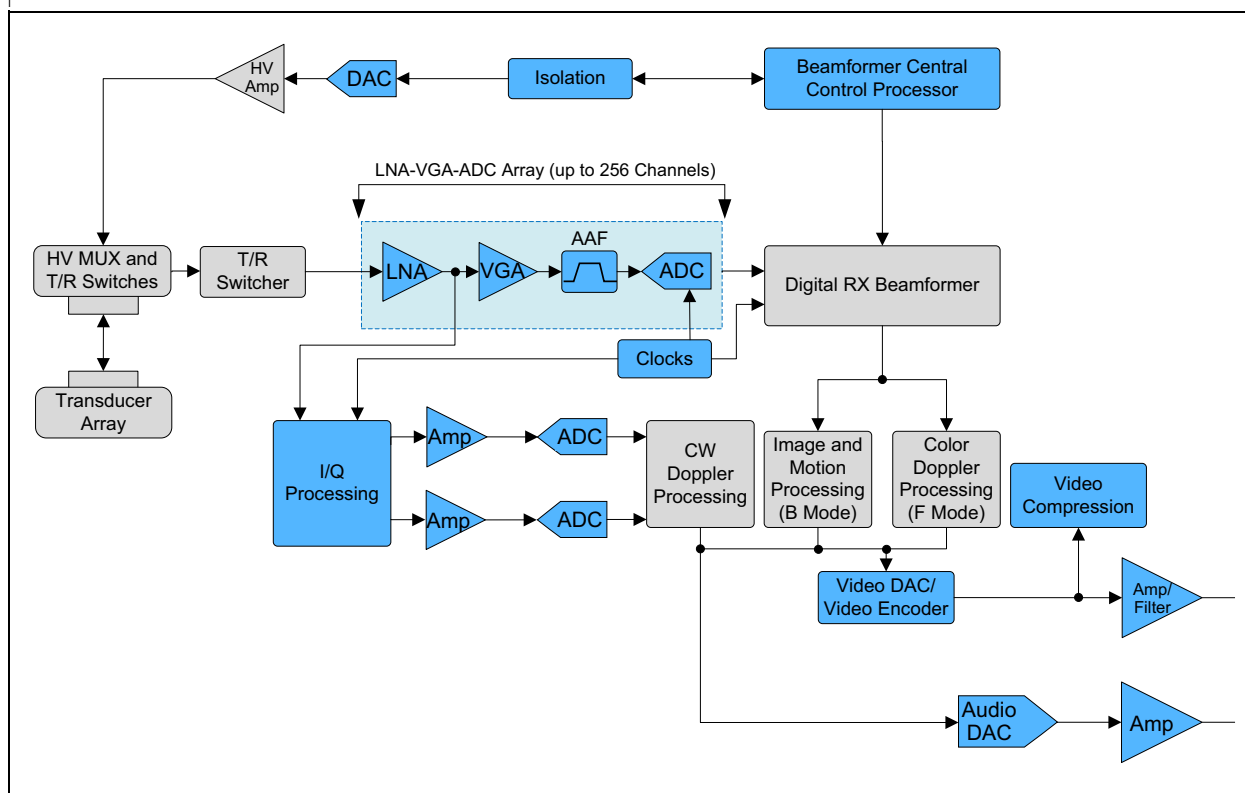 HV
Amp
DAC
Isolation
Beamformer Central
Control Processor
LNA-VGA-ADC Array (up to 256 Channels)
HV MUX and
T/R Switches
T/R
Switcher
LNA
VGA
AAF
ADC
Digital RX Beamformer
Clocks
Transducer
Array
I/Q
Processing
Amp
ADC
Amp
ADC
CW
Doppler
Processing
Image and
Motion
Processing
(B Mode)
Color
Doppler
Processing
(F Mode)
Video
Compression
Video DAC/
Video Encoder
Amp/
Filter
Audio
DAC
Amp